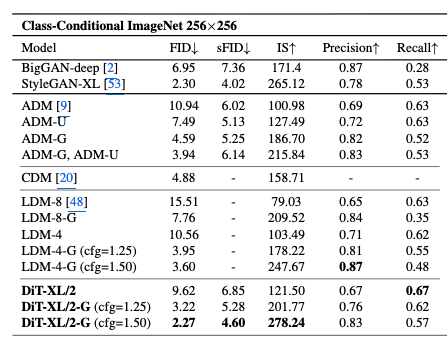 Class-Conditional ImageNet 256×256
Model FID↓ sFID↓ IS↑ Precision↑ Recall↑
BigGAN-deep [2] 6.95 7.36 171.4 0.87 0.28
StyleGAN-XL [53] 2.30 4.02 265.12 0.78 0.53
ADM [9] 10.94 6.02 100.98 0.69 0.63
ADM-U 7.49 5.13 127.49 0.72 0.63
ADM-G 4.59 5.25 186.70 0.82 0.52
ADM-G, ADM-U 3.94 6.14 215.84 0.83 0.53
CDM [20] 4.88 - 158.71 - -
LDM-8 [48] 15.51 - 79.03 0.65 0.63
LDM-8-G 7.76 - 209.52 0.84 0.35
LDM-4 10.56 - 103.49 0.71 0.62
LDM-4-G (cfg=1.25) 3.95 - 178.22 0.81 0.55
LDM-4-G (cfg=1.50) 3.60 - 247.67 0.87 0.48
DiT-XL/2 9.62 6.85 121.50 0.67 0.67
DiT-XL/2-G (cfg=1.25) 3.22 5.28 201.77 0.76 0.62
DiT-XL/2-G (cfg=1.50) 2.27 4.60 278.24 0.83 0.57